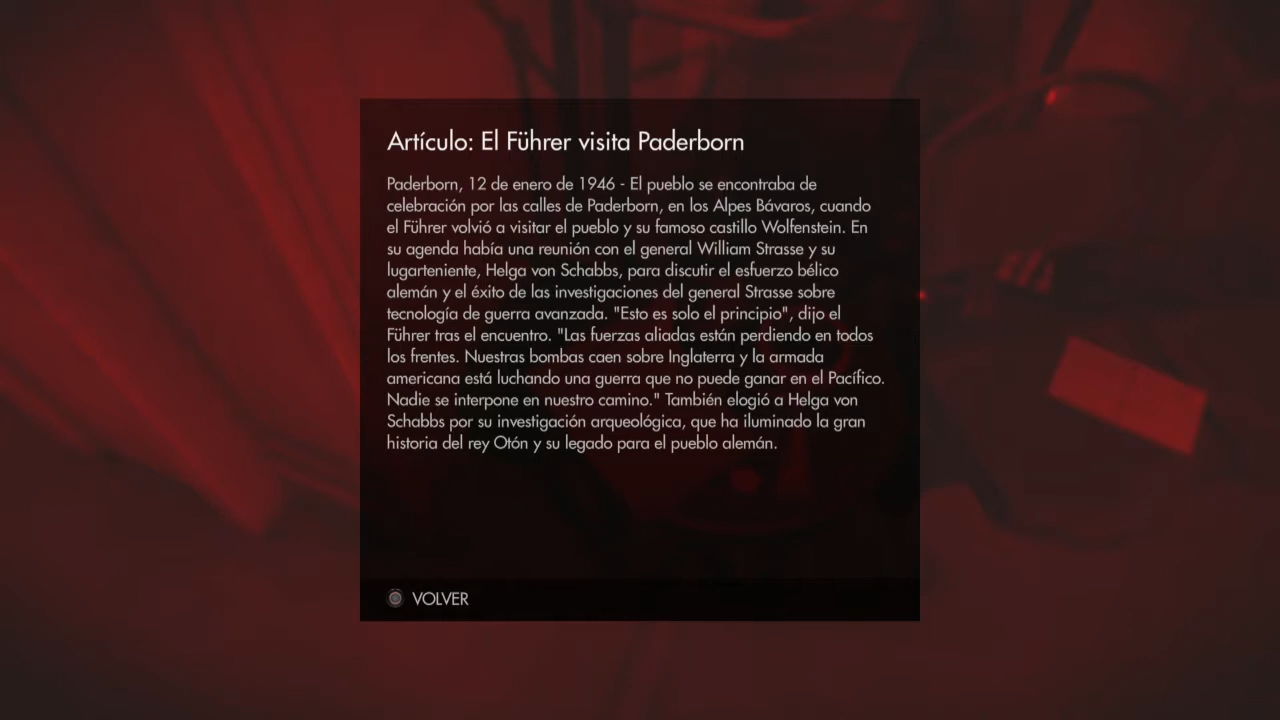 Artículo: El Führer visita Paderborn
Paderborn, 12 de enero de 1946 - El pueblo se encontraba de
celebración por las calles de Paderborn, en los Alpes Bávaros, cuando
el Führer volvió a visitar el pueblo y su famoso castillo Wolfenstein. En
su agenda había una reunión con el general William Strasse y su
lugarteniente, Helga von Schabbs, para discutir el esfuerzo bélico
alemán y el éxito de las investigaciones del general Strasse sobre
tecnología de guerra avanzada. "Esto es solo el principio", dijo el
Führer tras el encuentro. "Las fuerzas aliadas están perdiendo en todos
los frentes. Nuestras bombas caen sobre Inglaterra y la armada
americana está luchando una guerra que no puede ganar en el Pacífico.
Nadie se interpone en nuestro camino." También elogió a Helga von
Schabbs por su investigación arqueológica, que ha iluminado la gran
historia del rey Otón y su legado para el pueblo alemán.
VOLVER